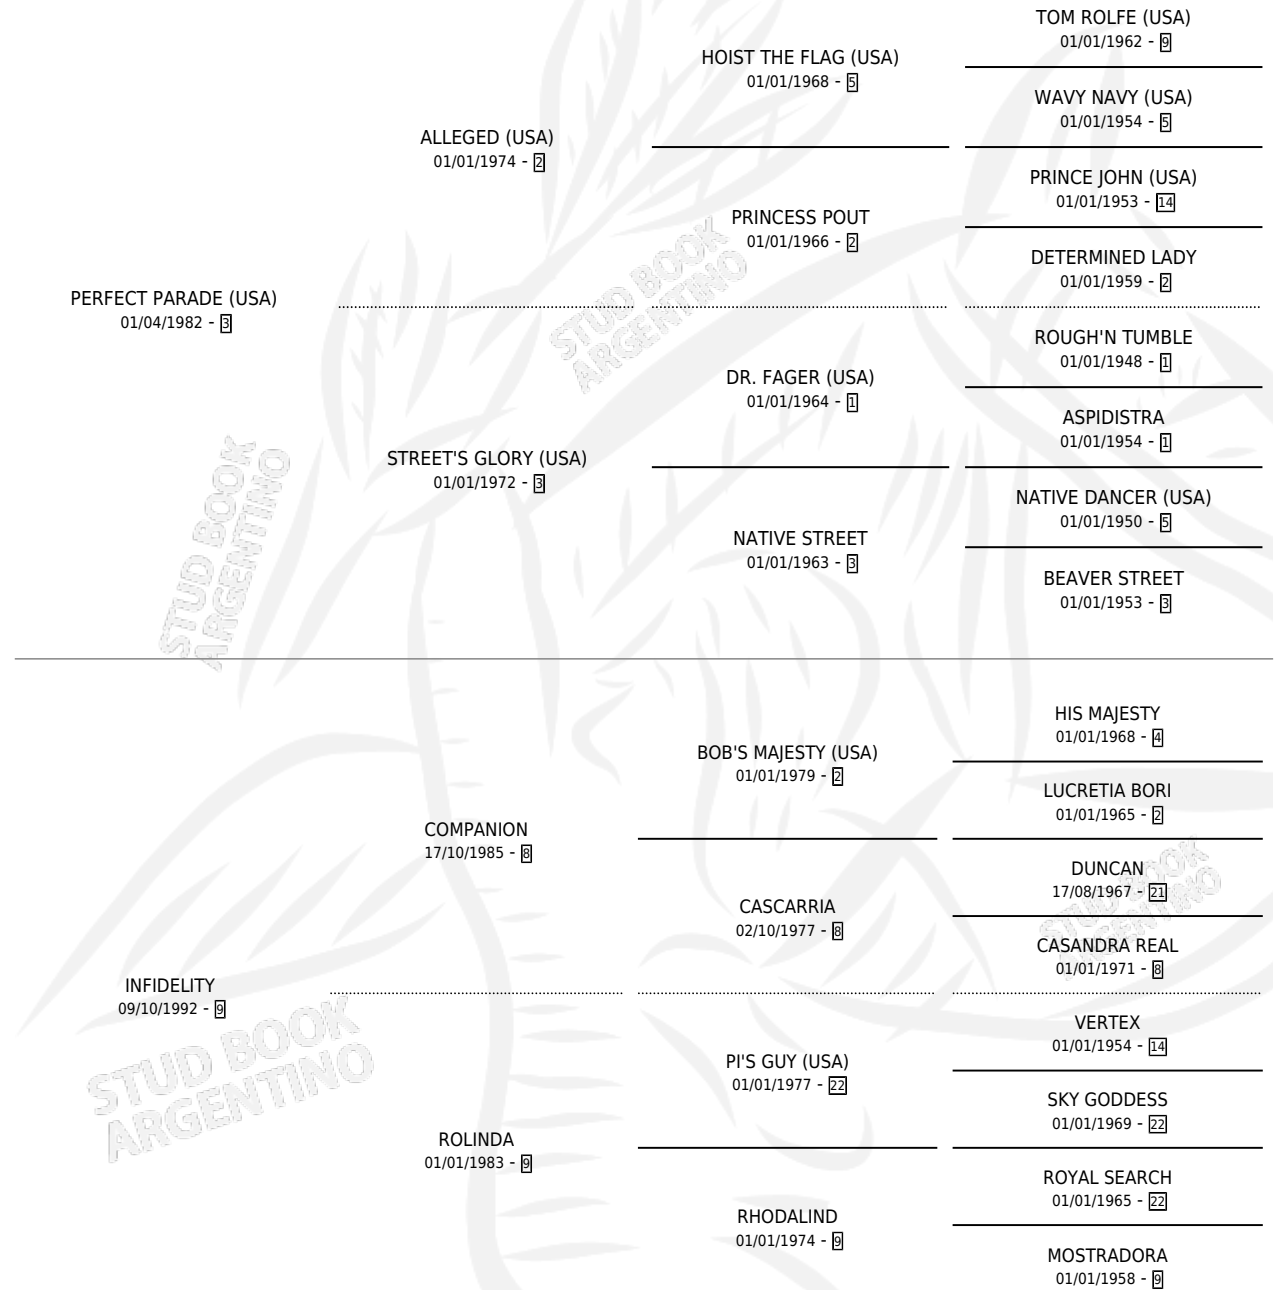 TOM ROLFE (USA)
01/01/1962 - 9
HOIST THE FLAG (USA)
01/01/1968 - 5
WAVY NAVY (USA)
01/01/1954 - 5
ALLEGED (USA)
01/01/1974 - 2
PRINCE JOHN (USA)
01/01/1953 - 14
PRINCESS POUT
01/01/1966 - 2
DETERMINED LADY
01/01/1959 - 2
PERFECT PARADE (USA)
01/04/1982 - 3
ROUGH'N TUMBLE
01/01/1948 - 1
DR. FAGER (USA)
01/01/1964 - 1
ASPIDISTRA
01/01/1954 - 1
STREET'S GLORY (USA)
01/01/1972 - 3
NATIVE DANCER (USA)
01/01/1950 - 5
NATIVE STREET
01/01/1963 - 3
BEAVER STREET
01/01/1953 - 3
HIS MAJESTY
01/01/1968 - 4
BOB'S MAJESTY (USA)
01/01/1979 - 2
LUCRETIA BORI
01/01/1965 - 2
COMPANION
17/10/1985 - 8
DUNCAN
17/08/1967 - 21
CASCARRIA
02/10/1977 - 8
CASANDRA REAL
01/01/1971 - 8
INFIDELITY
09/10/1992 - 9
VERTEX
01/01/1954 - 14
PI'S GUY (USA)
01/01/1977 - 22
SKY GODDESS
01/01/1969 - 22
ROLINDA
01/01/1983 - 9
ROYAL SEARCH
01/01/1965 - 22
RHODALIND
01/01/1974 - 9
MOSTRADORA
01/01/1958 - 9
STUD BOOK
ARGENTINO
STUD BOOK
ARGENTINO
STUD BOOK
ARGENTINO
STUD BOOK
ARGENTINO